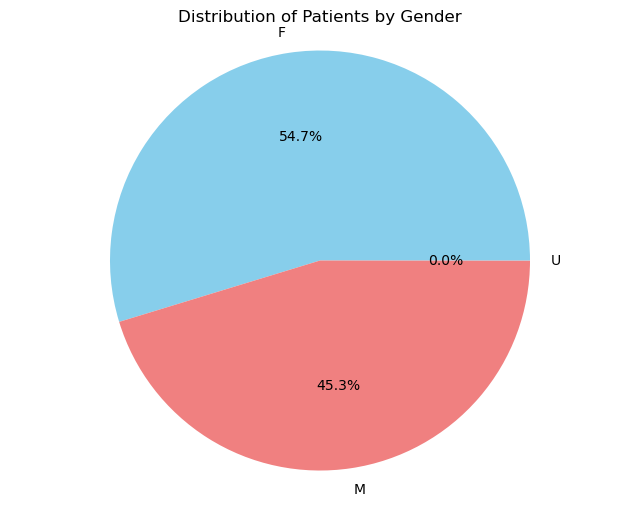 Distribution of Patients by Gender
F
54.7%
0.0%
U
45.3%
M